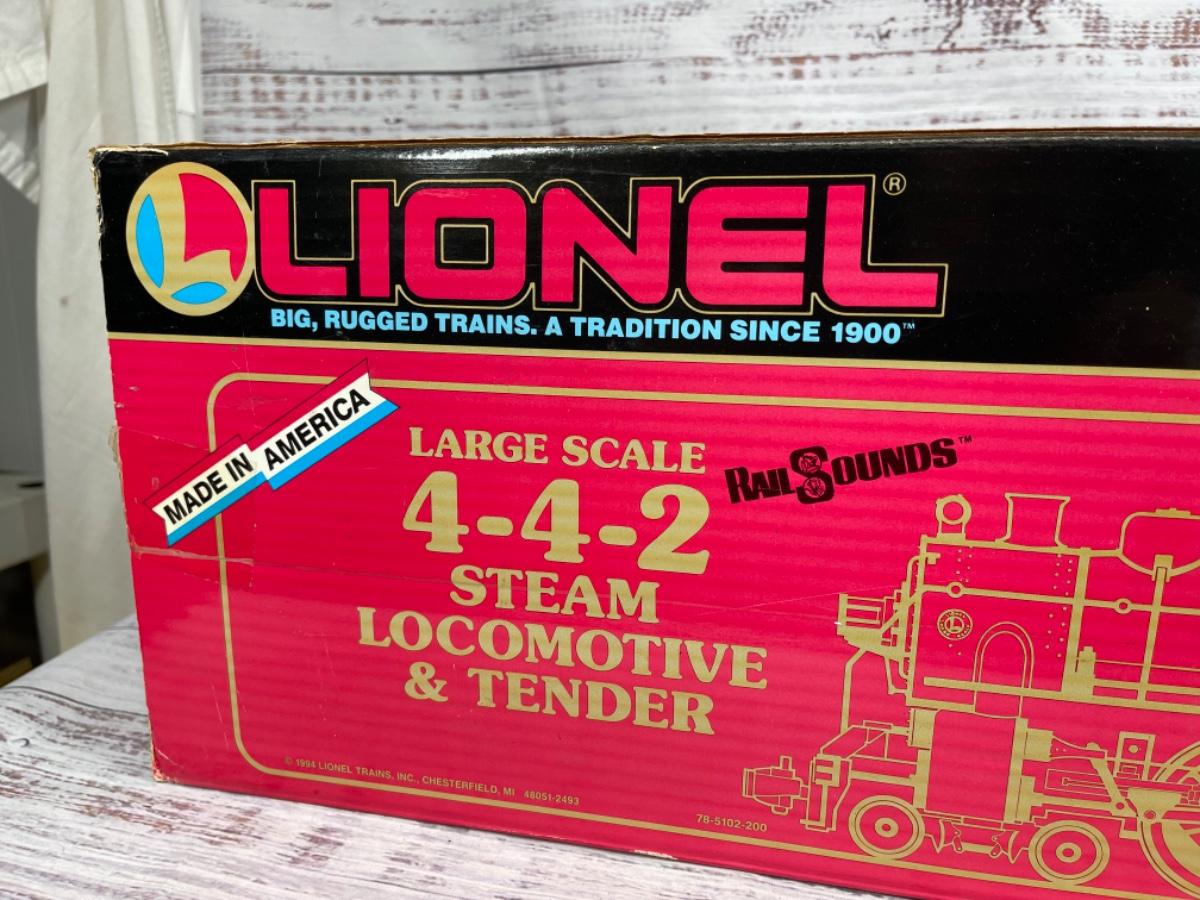 L LIONEL®
BIG, RUGGED TRAINS. A TRADITION SINCE 1900™
MADE IN AMERICA
LARGE SCALE
4-4-2
STEAM
LOCOMOTIVE
& TENDER
RAILSOUNDS™
© 1994 LIONEL TRAINS, INC., CHESTERFIELD, MI 48051-2493
78-5102-200
L